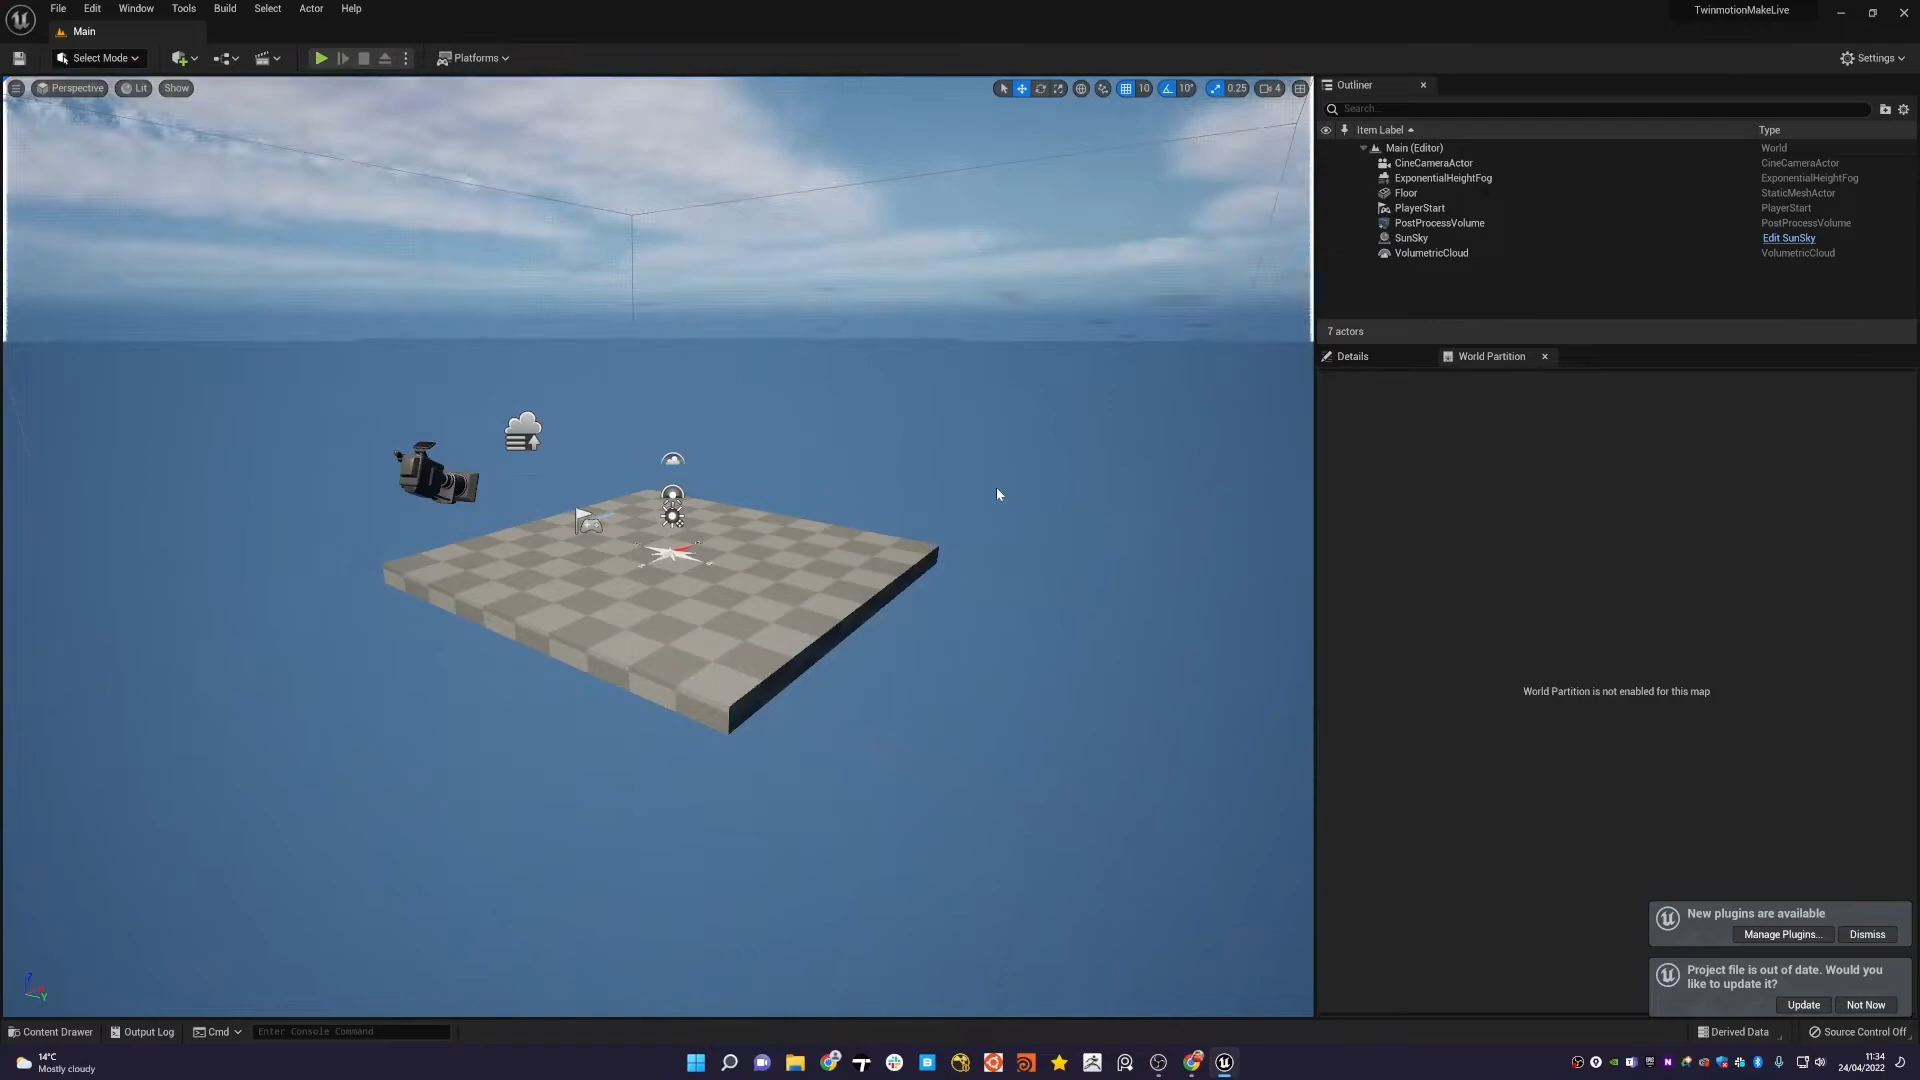 File Edit Window Tools Build Select Actor Help
TwinmotionMakeLive
Main
Select Mode
Platforms
Settings
Perspective Lit Show
10 10° 0.25 4
Outliner
Search...
Item Label Type
Main (Editor) World
CineCameraActor CineCameraActor
ExponentialHeightFog ExponentialHeightFog
Floor StaticMeshActor
PlayerStart PlayerStart
PostProcessVolume PostProcessVolume
SunSky Edit SunSky
VolumetricCloud VolumetricCloud
7 actors
Details World Partition
World Partition is not enabled for this map
New plugins are available
Manage Plugins... Dismiss
Project file is out of date. Would you
like to update it?
Update Not Now
Z
Y
Content Drawer Output Log Cmd Enter Console Command
Derived Data Source Control Off
14°C
Mostly cloudy
11:34
24/04/2022